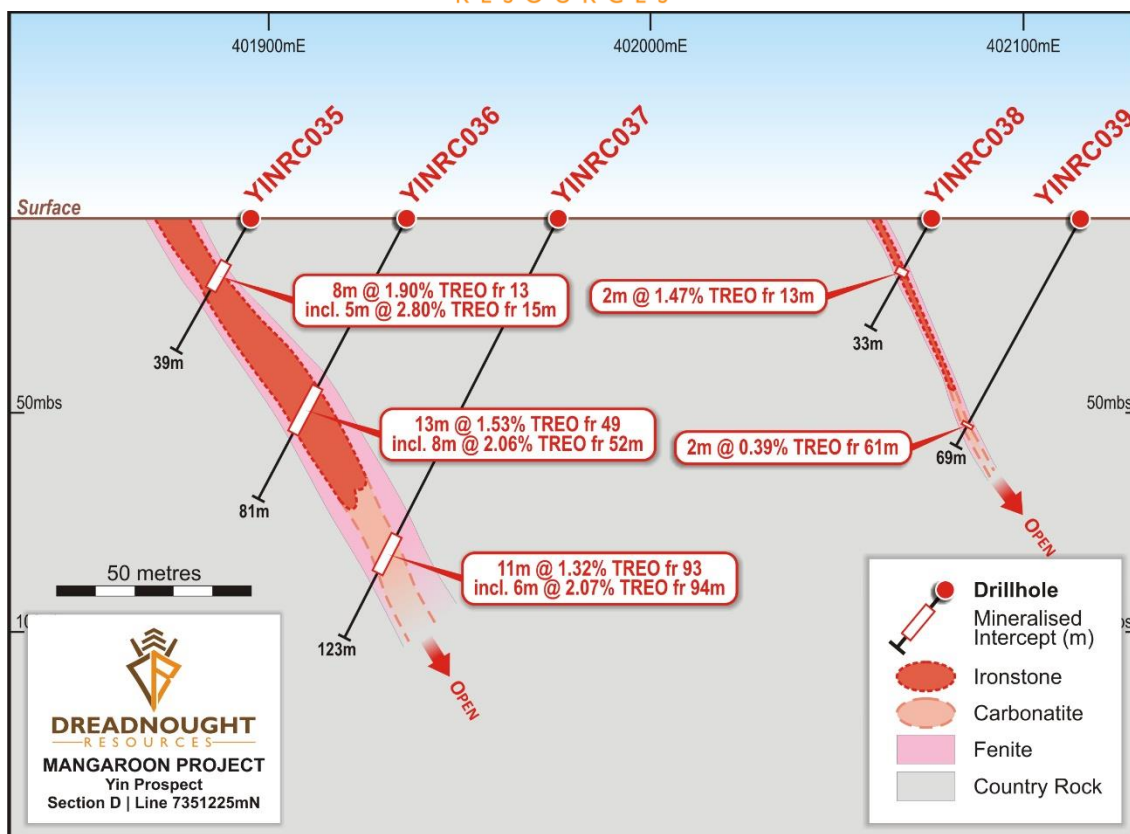 RESOURCES
401900mE
402000mE
402100mE
YINRC035
YINRC036
YINRC037
YINRC038
YINRC039
Surface
8m @ 1.90% TREO fr 13
incl. 5m @ 2.80% TREO fr 15m
2m @ 1.47% TREO fr 13m
39m
33m
50mbs
50mbs
13m @ 1.53% TREO fr 49
incl. 8m @ 2.06% TREO fr 52m
2m @ 0.39% TREO fr 61m
69m
81m
OPEN
11m @ 1.32% TREO fr 93
incl. 6m @ 2.07% TREO fr 94m
50 metres
123m
OPEN
DREADNOUGHT
RESOURCES
MANGAROON PROJECT
Yin Prospect
Section D | Line 7351225mN
Drillhole
Mineralised
Intercept (m)
Ironstone
Carbonatite
Fenite
Country Rock